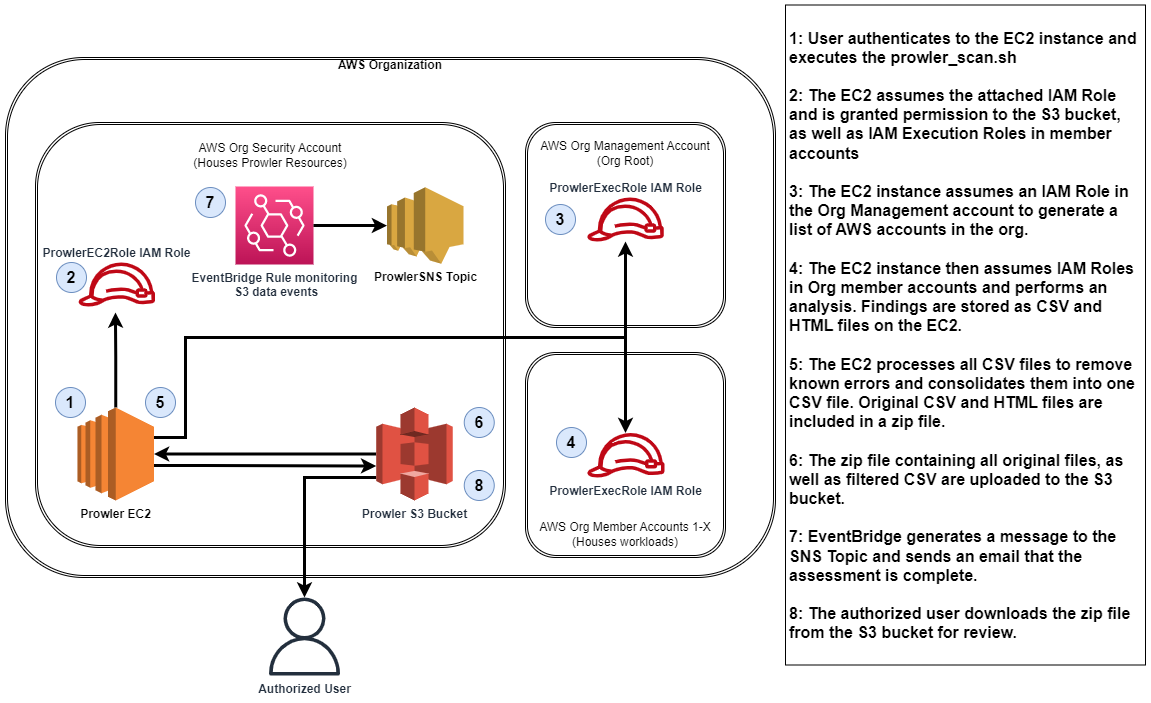 AWS Organization
AWS Org Security Account
(Houses Prowler Resources)
7
EventBridge Rule monitoring
S3 data events
ProwlerSNS Topic
ProwlerEC2Role IAM Role
2
1
5
Prowler EC2
6
8
Prowler S3 Bucket
AWS Org Management Account
(Org Root)
ProwlerExecRole IAM Role
3
4
ProwlerExecRole IAM Role
AWS Org Member Accounts 1-X
(Houses workloads)
Authorized User
1: User authenticates to the EC2 instance and
executes the prowler_scan.sh
2: The EC2 assumes the attached IAM Role
and is granted permission to the S3 bucket,
as well as IAM Execution Roles in member
accounts
3: The EC2 instance assumes an IAM Role in
the Org Management account to generate a
list of AWS accounts in the org.
4: The EC2 instance then assumes IAM Roles
in Org member accounts and performs an
analysis. Findings are stored as CSV and
HTML files on the EC2.
5: The EC2 processes all CSV files to remove
known errors and consolidates them into one
CSV file. Original CSV and HTML files are
included in a zip file.
6: The zip file containing all original files, as
well as filtered CSV are uploaded to the S3
bucket.
7: EventBridge generates a message to the
SNS Topic and sends an email that the
assessment is complete.
8: The authorized user downloads the zip file
from the S3 bucket for review.